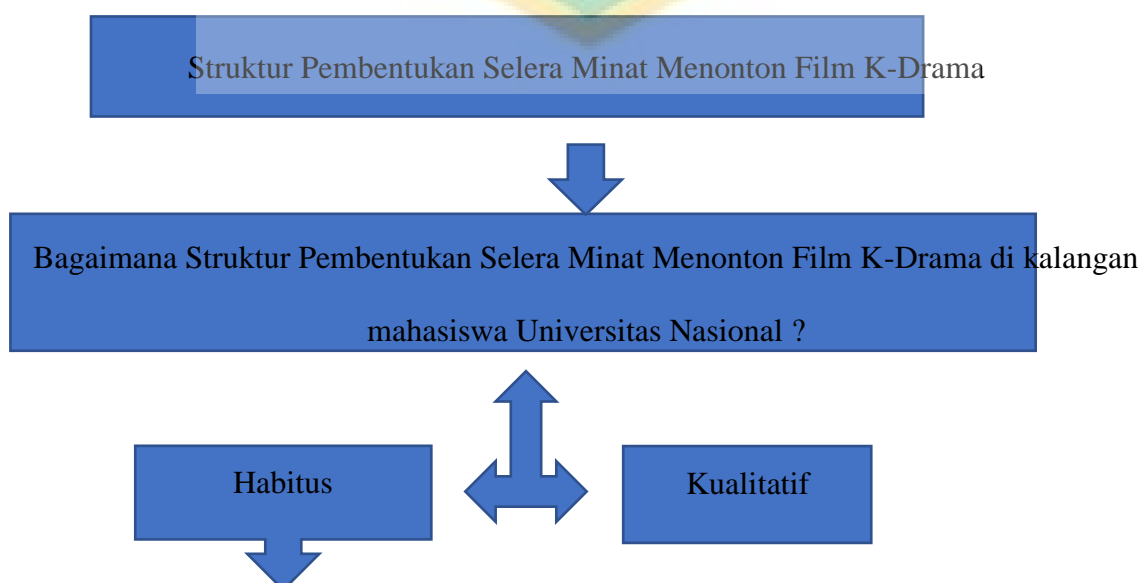 Struktur Pembentukan Selera Minat Menonton Film K-Drama
Bagaimana Struktur Pembentukan Selera Minat Menonton Film K-Drama di kalangan
mahasiswa Universitas Nasional ?
Habitus
Kualitatif